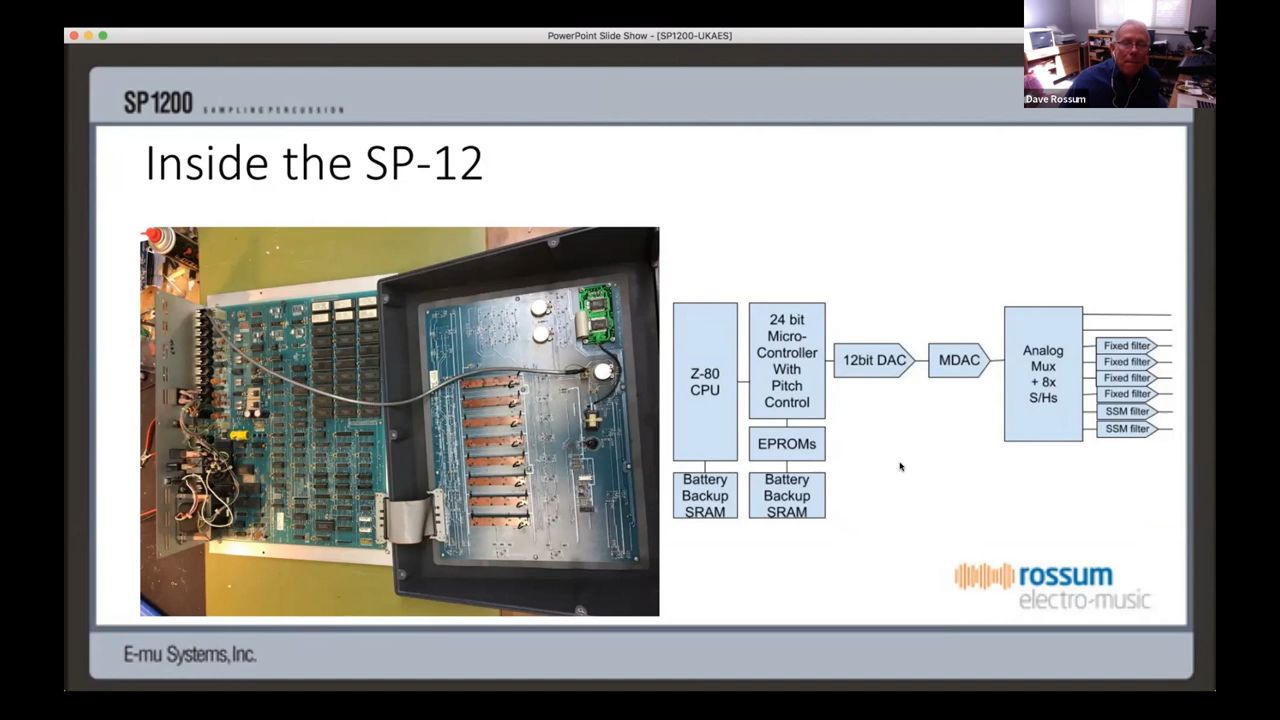 PowerPoint Slide Show - [SP1200-UKAES]
Dave Rossum
SP1200 SAMPLING PERCUSSION
Inside the SP-12
Z-80
CPU
24 bit
Micro-
Controller
With
Pitch
Control
12bit DAC
MDAC
Analog
Mux
+ 8x
S/Hs
Fixed filter
Fixed filter
Fixed filter
Fixed filter
SSM filter
SSM filter
EPROMs
Battery
Backup
SRAM
Battery
Backup
SRAM
rossum
electro-music
E-mu Systems, Inc.